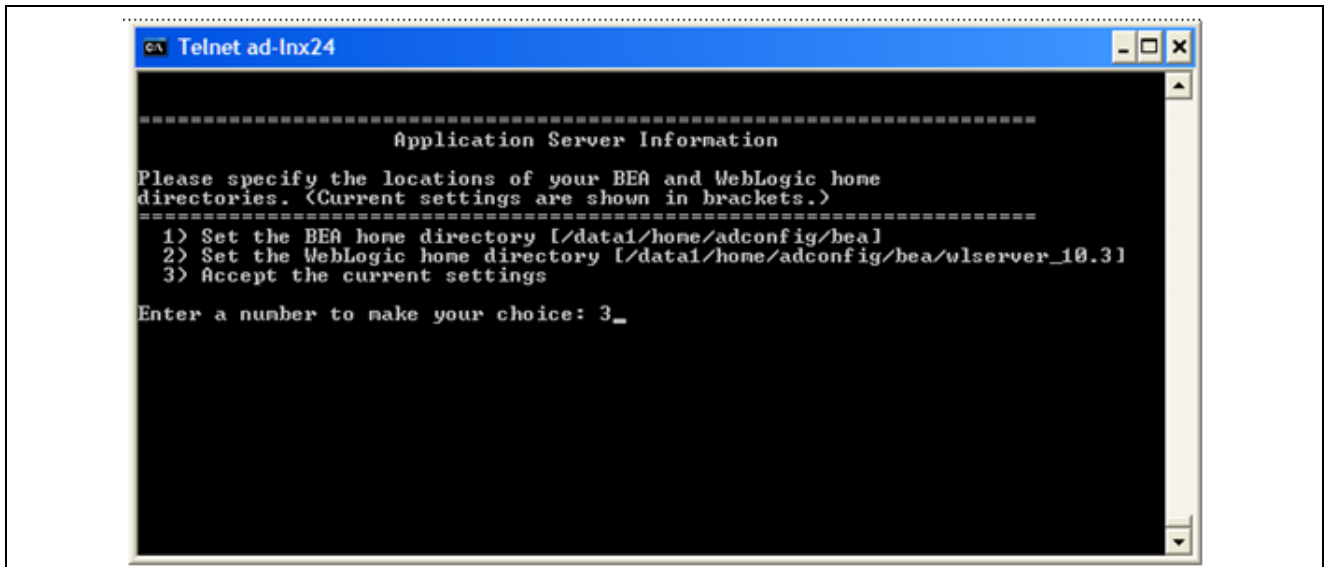 Telnet ad-lnx24
======================================================================
Application Server Information
Please specify the locations of your BEA and WebLogic home
directories. (Current settings are shown in brackets.)
======================================================================
1) Set the BEA home directory [/data1/home/adconfig/bea]
2) Set the WebLogic home directory [/data1/home/adconfig/bea/wlserver_10.3]
3) Accept the current settings
Enter a number to make your choice: 3_